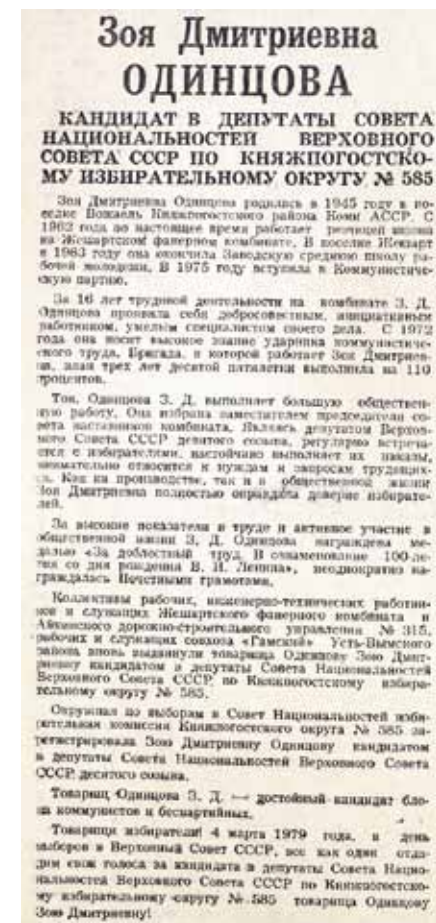 Зоя Дмитриевна
ОДИНЦОВА
КАНДИДАТ В ДЕПУТАТЫ СОВЕТА
НАЦИОНАЛЬНОСТЕЙ ВЕРХОВНОГО
СОВЕТА СССР ПО КНЯЖПОГОСТСКО-
МУ ИЗБИРАТЕЛЬНОМУ ОКРУГУ № 585
Зоя Дмитриевна Одинцова родилась в 1945 году в по-
селке Вожаель Княжпогостского района Коми АССР. С
1962 года по настоящее время работает резчицей шпона
на Жешартском фанерном комбинате. В поселке Жешарт
в 1963 году она окончила Заводскую среднюю школу ра-
бочей молодежи. В 1975 году вступила в Коммунистиче-
скую партию.
За 16 лет трудовой деятельности на комбинате З. Д.
Одинцова проявила себя добросовестным, инициативным
работником, умелым специалистом своего дела. С 1972
года она носит высокое звание ударника коммунистиче-
ского труда. Бригада, в которой работает Зоя Дмитриев-
на, план трех лет десятой пятилетки выполнила на 110
процентов.
Тов. Одинцова З. Д. выполняет большую обществен-
ную работу. Она избрана заместителем председателя со-
вета наставников комбината. Являясь депутатом Верхов-
ного Совета СССР девятого созыва, регулярно встреча-
ется с избирателями, настойчиво выполняет их наказы,
внимательно относится к нуждам и запросам трудящих-
ся. Как на производстве, так и в общественной жизни
Зоя Дмитриевна полностью оправдала доверие избирате-
лей.
За высокие показатели в труде и активное участие в
общественной жизни З. Д. Одинцова награждена ме-
далью «За доблестный труд. В ознаменование 100-ле-
тия со дня рождения В. И. Ленина», неоднократно на-
граждалась Почетными грамотами.
Коллективы рабочих, инженерно-технических работни-
ков и служащих Жешартского фанерного комбината и
Айкинского дорожно-строительного управления № 315,
рабочих и служащих совхоза «Гамский» Усть-Вымского
района вновь выдвинули товарища Одинцову Зою Дмит-
риевну кандидатом в депутаты Совета Национальностей
Верховного Совета СССР по Княжпогостскому избира-
тельному округу № 585.
Окружная по выборам в Совет Национальностей изби-
рательная комиссия Княжпогостского округа № 585 за-
регистрировала Зою Дмитриевну Одинцову кандидатом
в депутаты Совета Национальностей Верховного Совета
СССР десятого созыва.
Товарищ Одинцова З. Д. — достойный кандидат бло-
ка коммунистов и беспартийных.
Товарищи избиратели! 4 марта 1979 года, в день
выборов в Верховный Совет СССР, все как один отда-
дим свои голоса за кандидата в депутаты Совета Нацио-
нальностей Верховного Совета СССР по Княжпогостско-
му избирательному округу № 585 товарища Одинцову
Зою Дмитриевну!